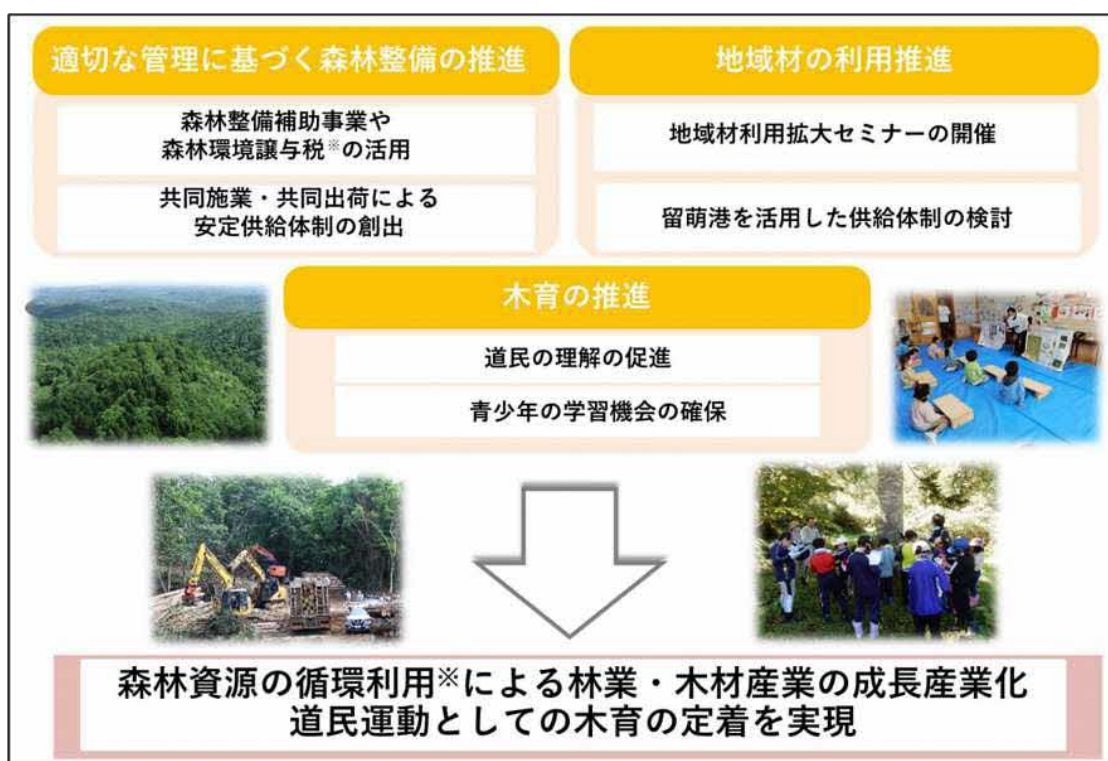 適切な管理に基づく森林整備の推進
森林整備補助事業や
森林環境譲与税※の活用
共同施業・共同出荷による
安定供給体制の創出
地域材の利用推進
地域材利用拡大セミナーの開催
留萌港を活用した供給体制の検討
木育の推進
道民の理解の促進
青少年の学習機会の確保
森林資源の循環利用※による林業・木材産業の成長産業化
道民運動としての木育の定着を実現